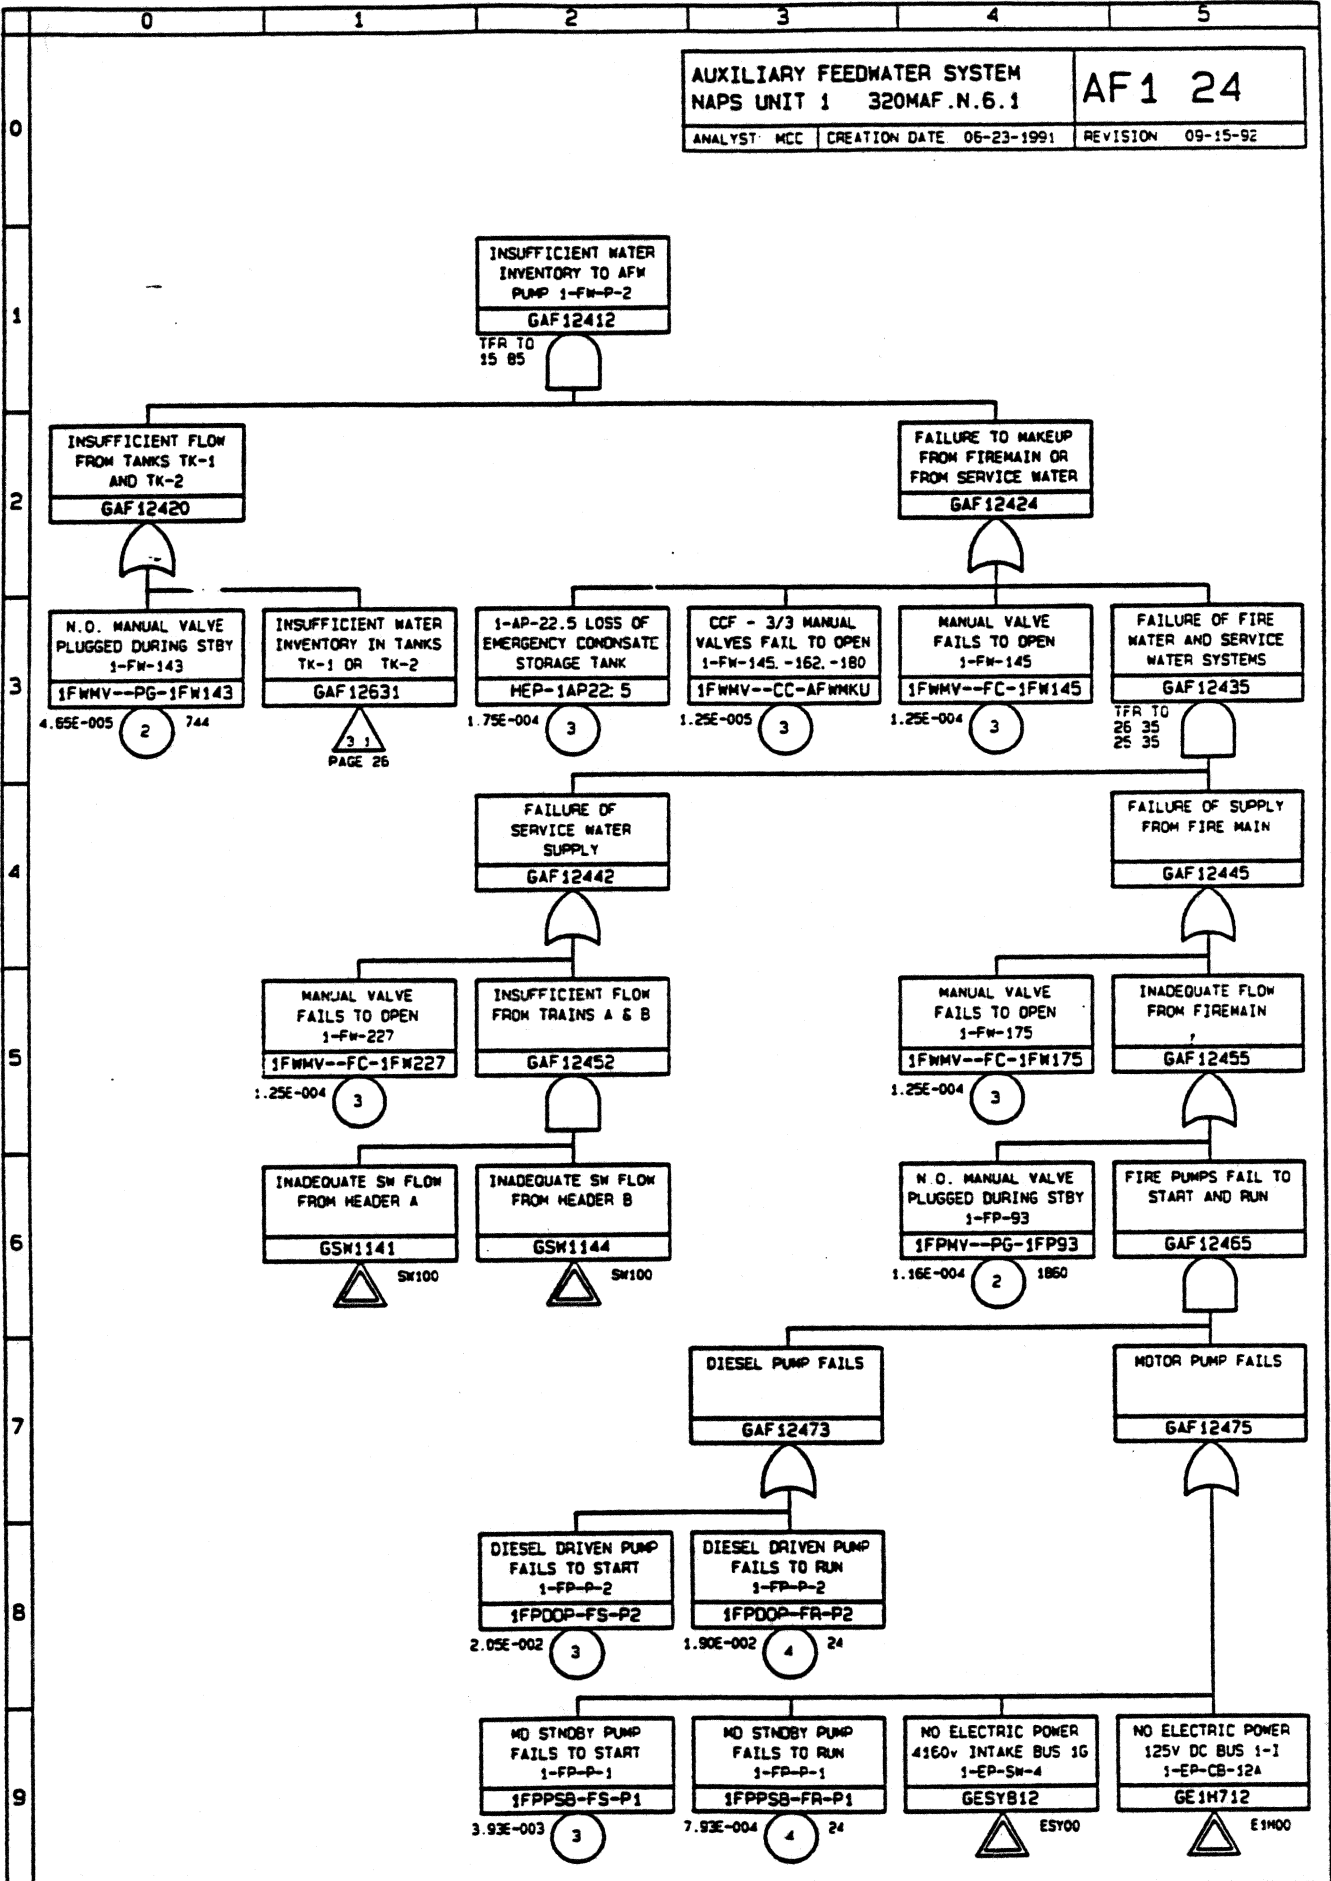 0 1 2 3 4 5
AUXILIARY FEEDWATER SYSTEM
NAPS UNIT 1 320MAF.N.6.1
AF1 24
ANALYST MCC CREATION DATE 06-23-1991 REVISION 09-15-92
0
INSUFFICIENT WATER
INVENTORY TO AFW
PUMP 1-FW-P-2
GAF12412
TFR TO
15 85
1
INSUFFICIENT FLOW
FROM TANKS TK-1
AND TK-2
GAF12420
FAILURE TO MAKEUP
FROM FIREMAIN OR
FROM SERVICE WATER
GAF12424
2
N.O. MANUAL VALVE
PLUGGED DURING STBY
1-FW-143
1FWMV--PG-1FW143
4.65E-005 2 744
INSUFFICIENT WATER
INVENTORY IN TANKS
TK-1 OR TK-2
GAF12631
3 1
PAGE 26
1-AP-22.5 LOSS OF
EMERGENCY CONDNSATE
STORAGE TANK
HEP-1AP22:5
1.75E-004 3
CCF - 3/3 MANUAL
VALVES FAIL TO OPEN
1-FW-145.-162.-180
1FWMV--CC-AFWMKU
1.25E-005 3
MANUAL VALVE
FAILS TO OPEN
1-FW-145
1FWMV--FC-1FW145
1.25E-004 3
FAILURE OF FIRE
WATER AND SERVICE
WATER SYSTEMS
GAF12435
TFR TO
26 35
25 35
3
FAILURE OF
SERVICE WATER
SUPPLY
GAF12442
FAILURE OF SUPPLY
FROM FIRE MAIN
GAF12445
4
MANUAL VALVE
FAILS TO OPEN
1-FW-227
1FWMV--FC-1FW227
1.25E-004 3
INSUFFICIENT FLOW
FROM TRAINS A & B
GAF12452
MANUAL VALVE
FAILS TO OPEN
1-FW-175
1FWMV--FC-1FW175
1.25E-004 3
INADEQUATE FLOW
FROM FIREMAIN
GAF12455
5
INADEQUATE SW FLOW
FROM HEADER A
GSW1141
SW100
INADEQUATE SW FLOW
FROM HEADER B
GSW1144
SW100
N.O. MANUAL VALVE
PLUGGED DURING STBY
1-FP-93
1FPMV--PG-1FP93
1.16E-004 2 1860
FIRE PUMPS FAIL TO
START AND RUN
GAF12465
6
DIESEL PUMP FAILS
GAF12473
MOTOR PUMP FAILS
GAF12475
7
DIESEL DRIVEN PUMP
FAILS TO START
1-FP-P-2
1FPDDP-FS-P2
2.05E-002 3
DIESEL DRIVEN PUMP
FAILS TO RUN
1-FP-P-2
1FPDDP-FR-P2
1.90E-002 4 24
8
MD STNDBY PUMP
FAILS TO START
1-FP-P-1
1FPPSB-FS-P1
3.93E-003 3
MD STNDBY PUMP
FAILS TO RUN
1-FP-P-1
1FPPSB-FR-P1
7.93E-004 4 24
NO ELECTRIC POWER
4160v INTAKE BUS 1G
1-EP-SW-4
GESYB12
ESY00
NO ELECTRIC POWER
125V DC BUS 1-I
1-EP-CB-12A
GE1H712
E1H00
9